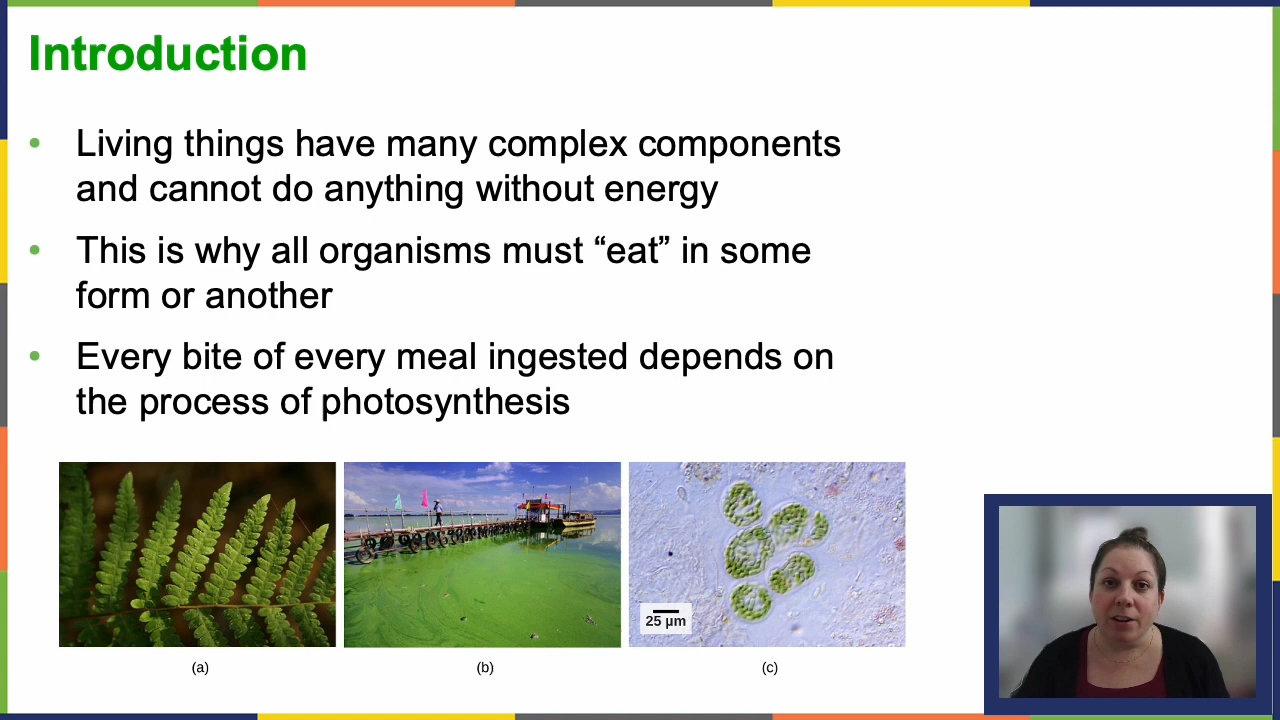 Introduction
• Living things have many complex components
and cannot do anything without energy
• This is why all organisms must “eat” in some
form or another
• Every bite of every meal ingested depends on
the process of photosynthesis
25 µm
(a)
(b)
(c)